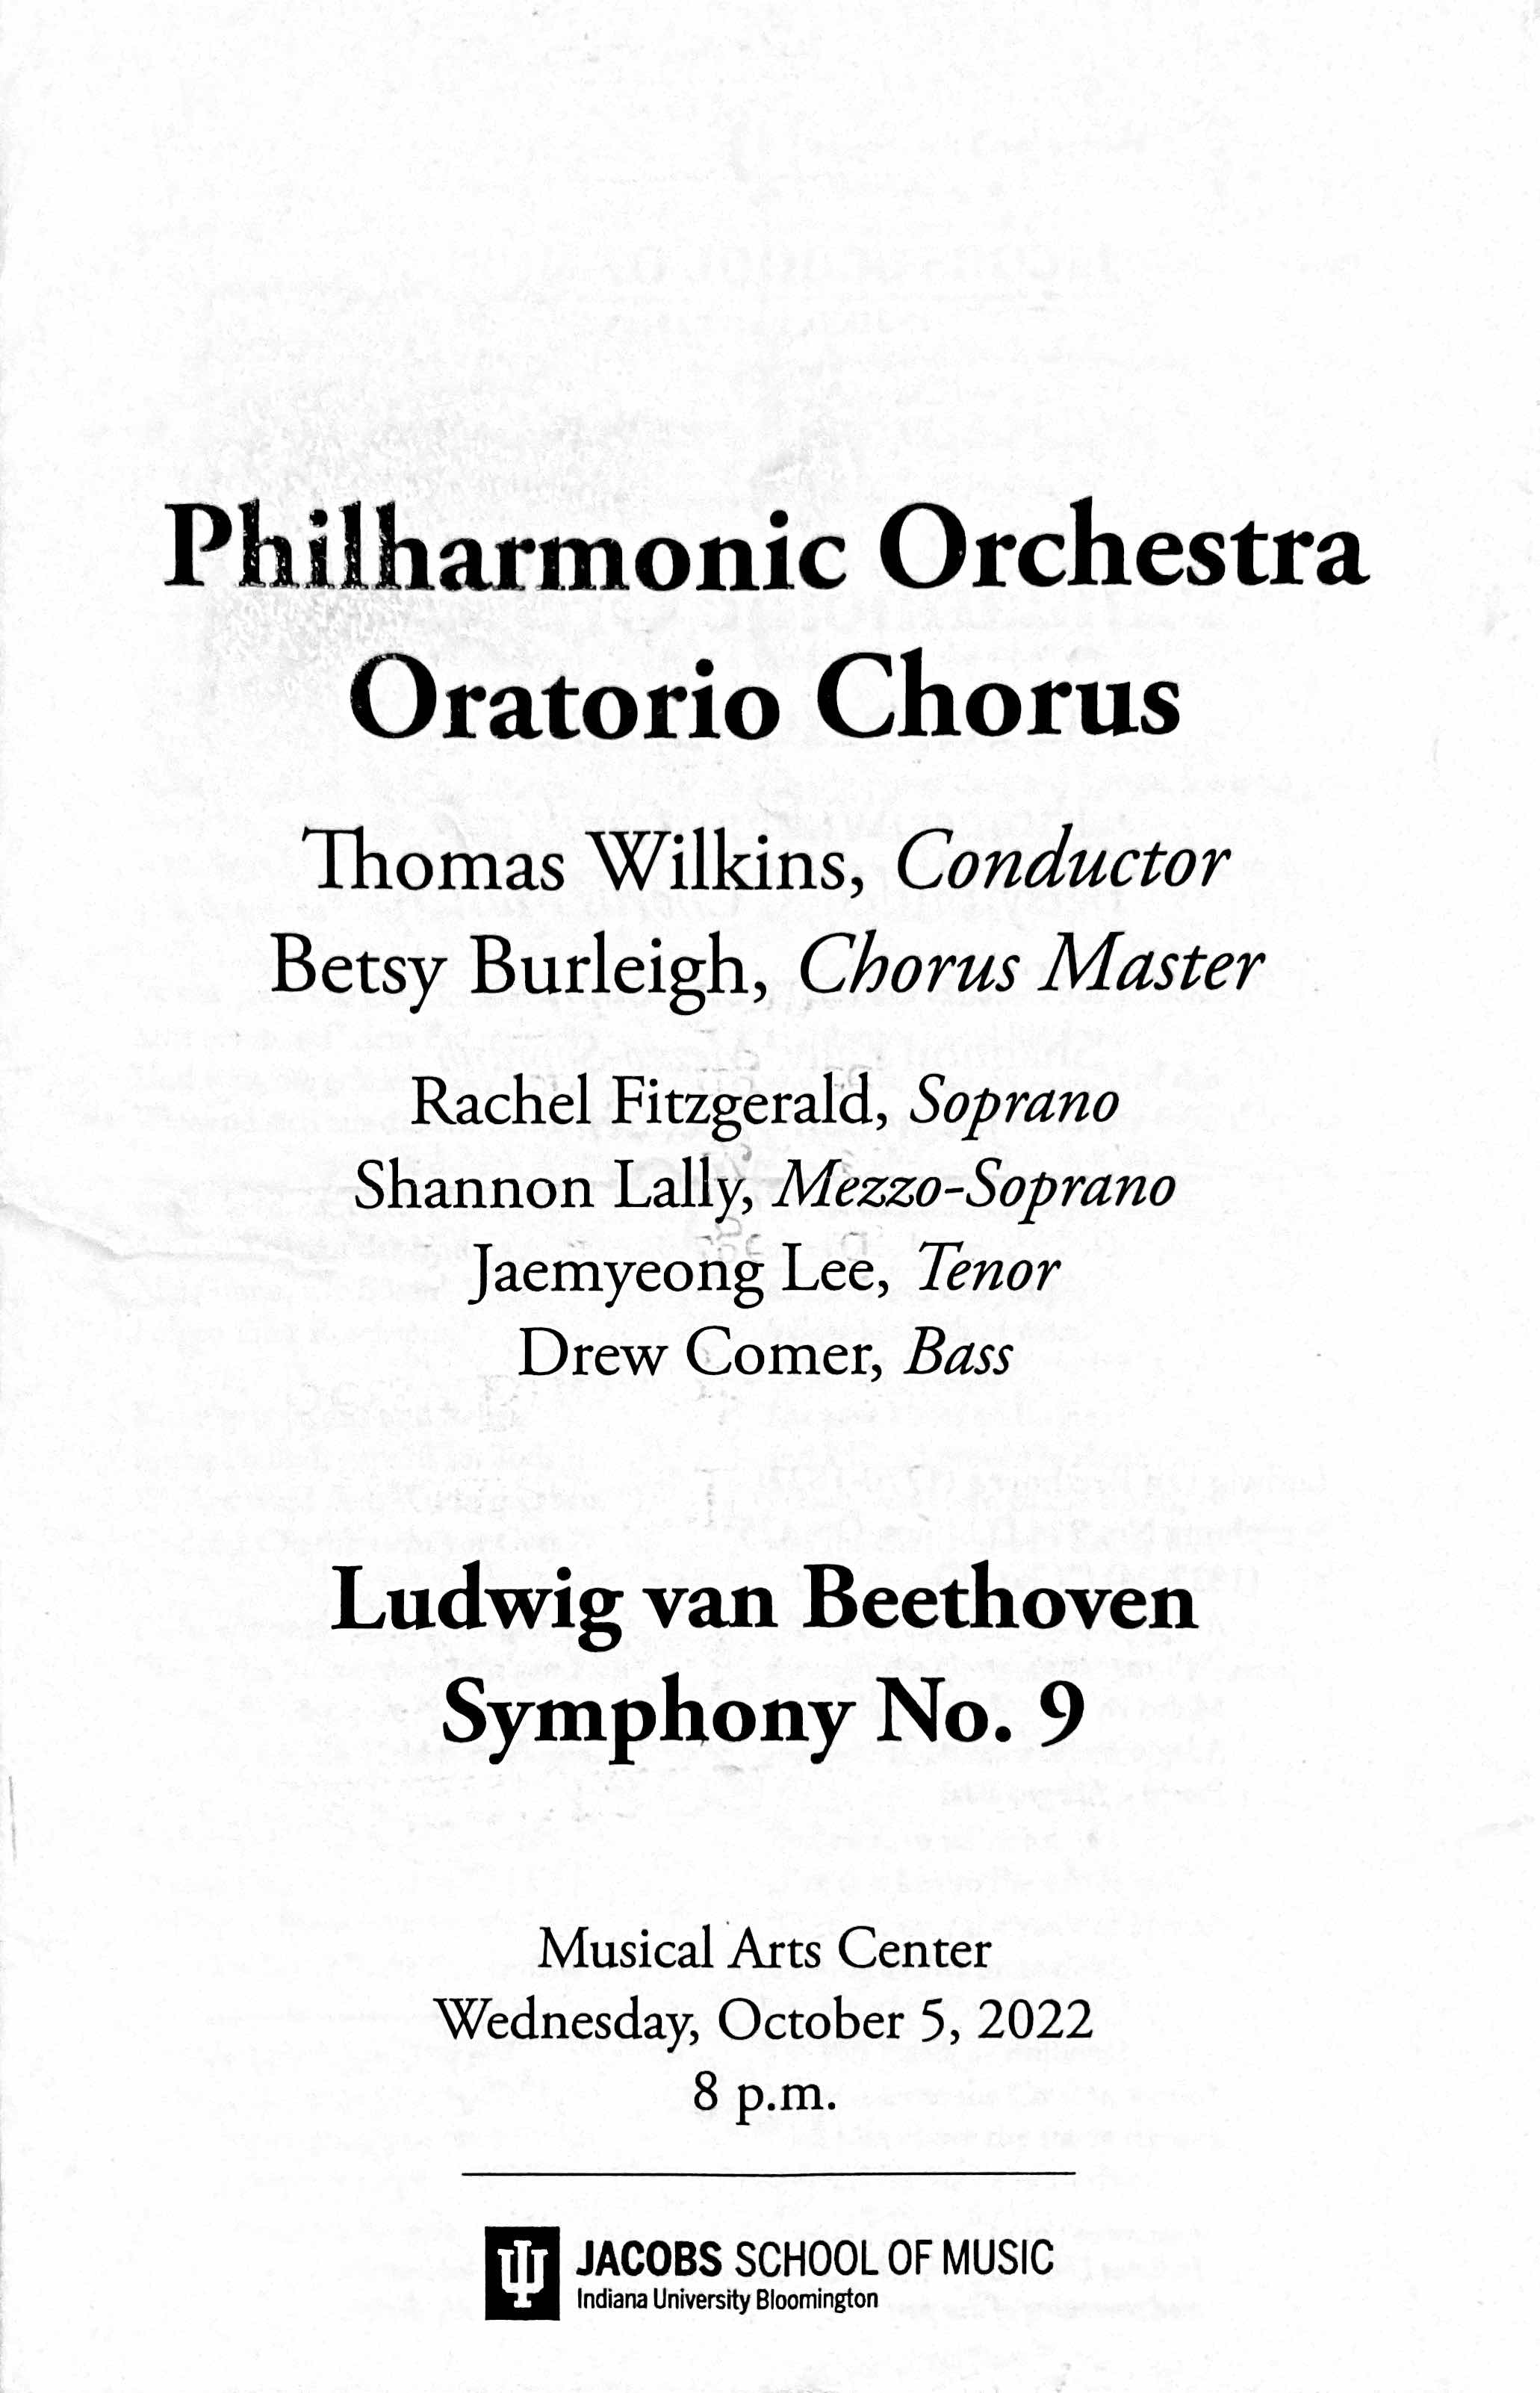 Philharmonic Orchestra
Oratorio Chorus
Thomas Wilkins, Conductor
Betsy Burleigh, Chorus Master
Rachel Fitzgerald, Soprano
Shannon Lally, Mezzo-Soprano
Jaemyeong Lee, Tenor
Drew Comer, Bass
Ludwig van Beethoven
Symphony No. 9
Musical Arts Center
Wednesday, October 5, 2022
8 p.m.
JACOBS SCHOOL OF MUSIC
Indiana University Bloomington